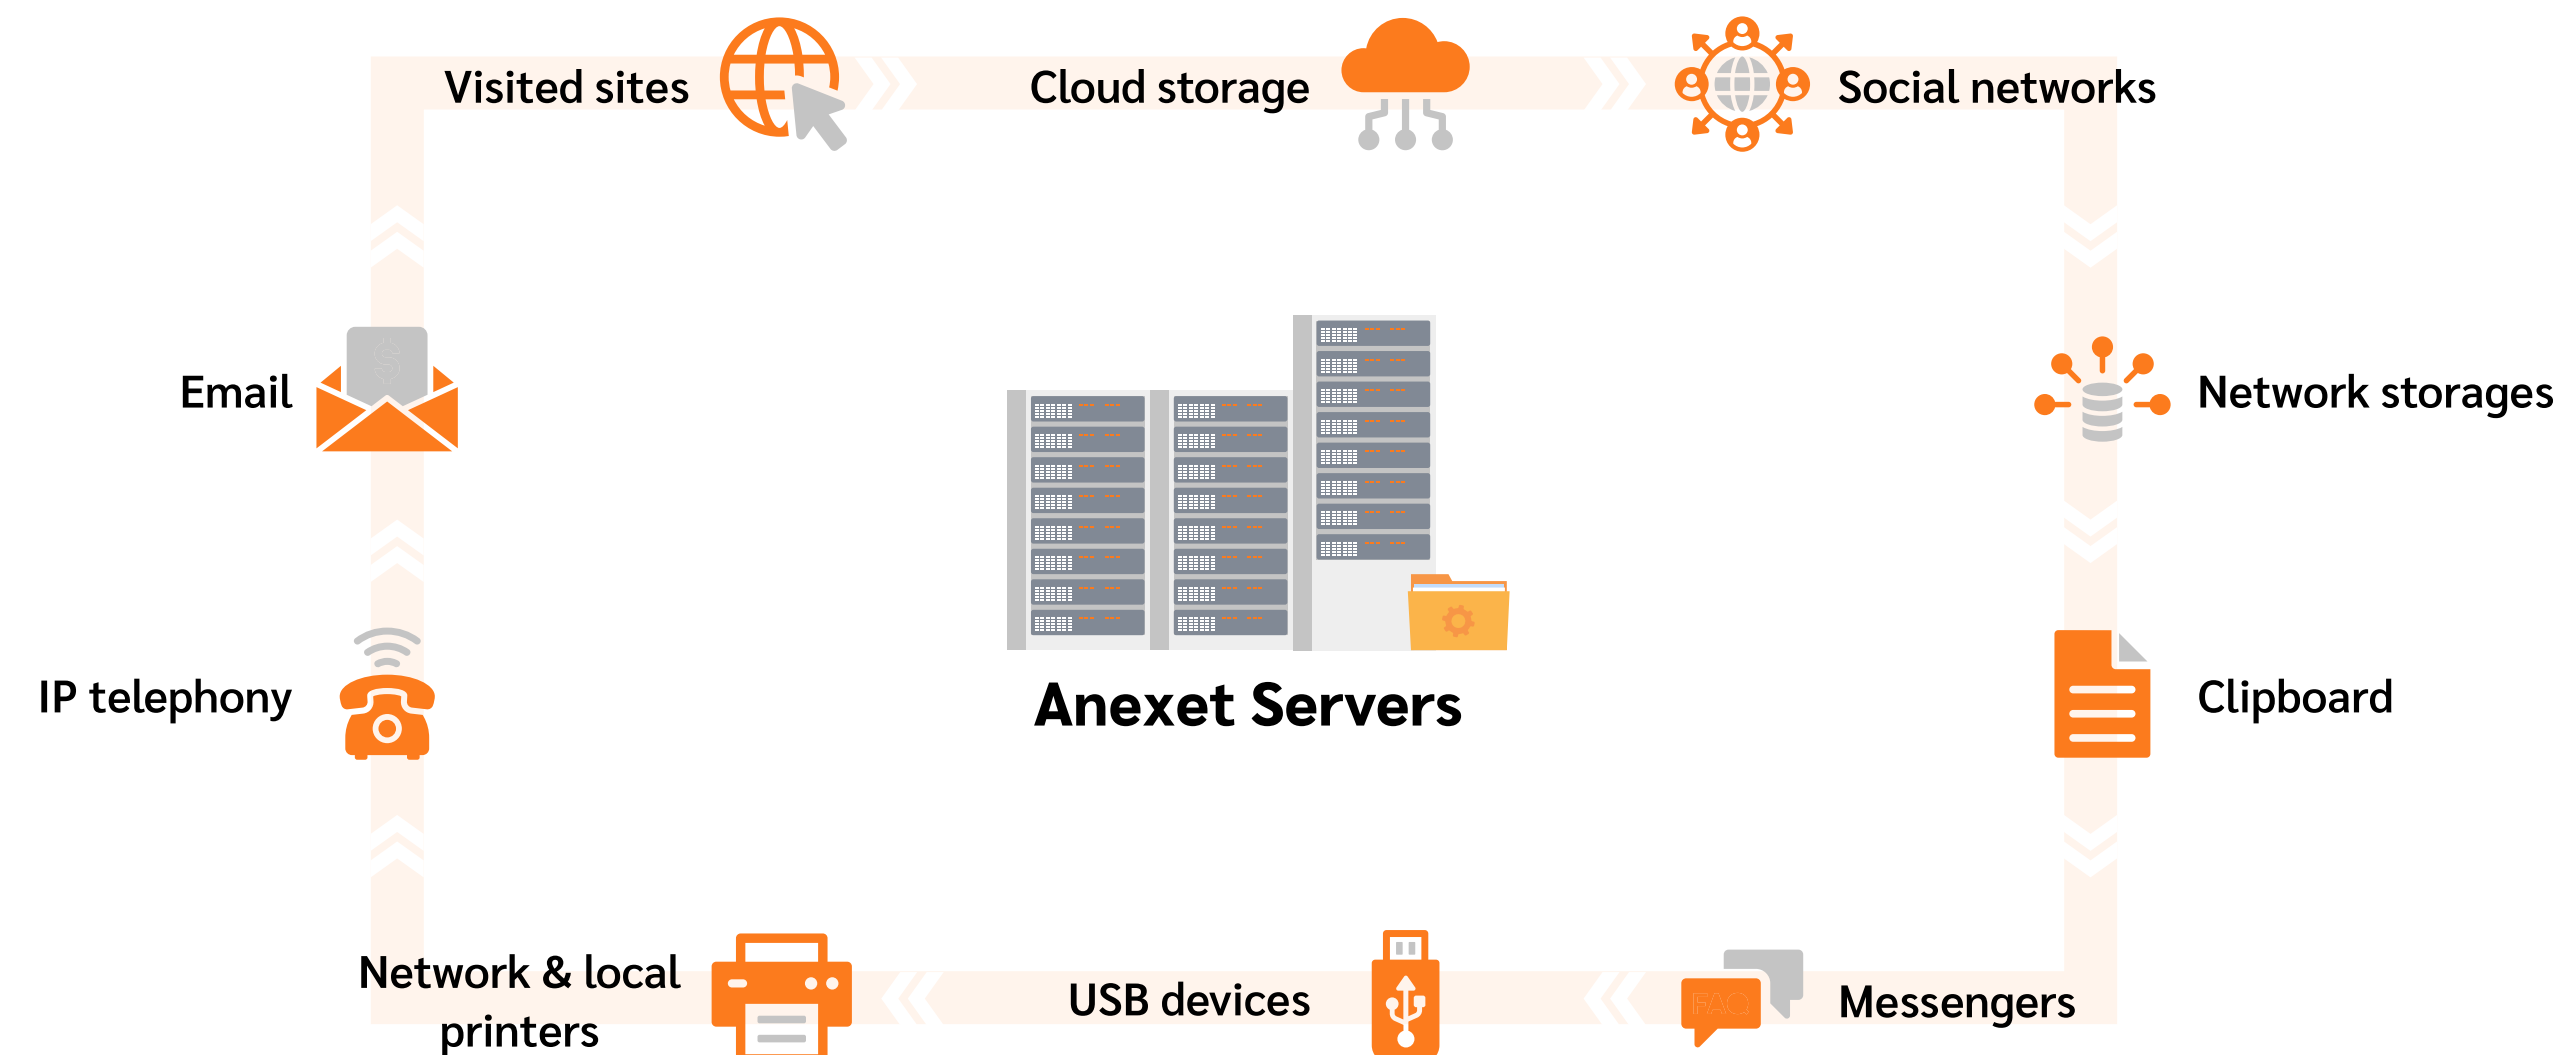 Visited sites
Cloud storage
Social networks
Email
Network storages
IP telephony
Anexet Servers
Clipboard
Network & local
printers
USB devices
FAQ
Messengers